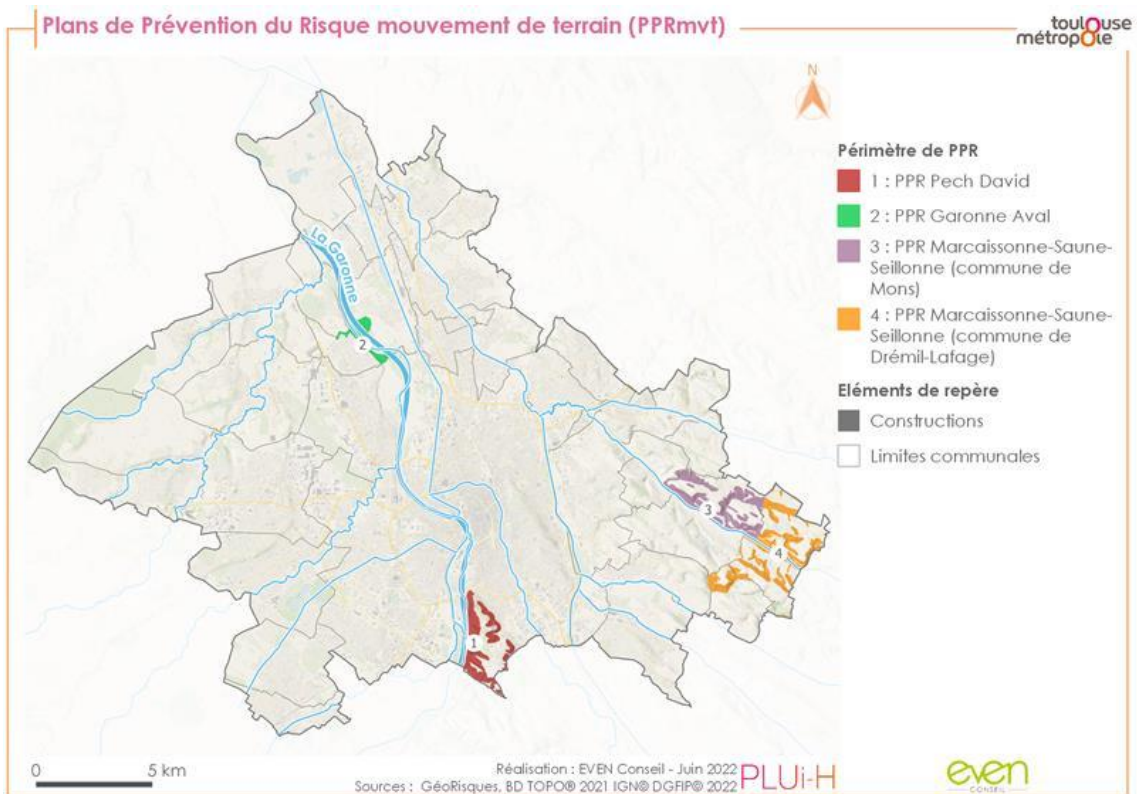 Plans de Prévention du Risque mouvement de terrain (PPRmvt)
toulouse
métropole
N
La Garonne
2
3
4
1
Périmètre de PPR
1 : PPR Pech David
2 : PPR Garonne Aval
3 : PPR Marcaissonne-Saune-
Seillonne (commune de
Mons)
4 : PPR Marcaissonne-Saune-
Seillonne (commune de
Drémil-Lafage)
Eléments de repère
Constructions
Limites communales
0 5 km
Réalisation : EVEN Conseil - Juin 2022
Sources : GéoRisques, BD TOPO® 2021 IGN© DGFIP© 2022
PLUi-H
even
CONSEIL